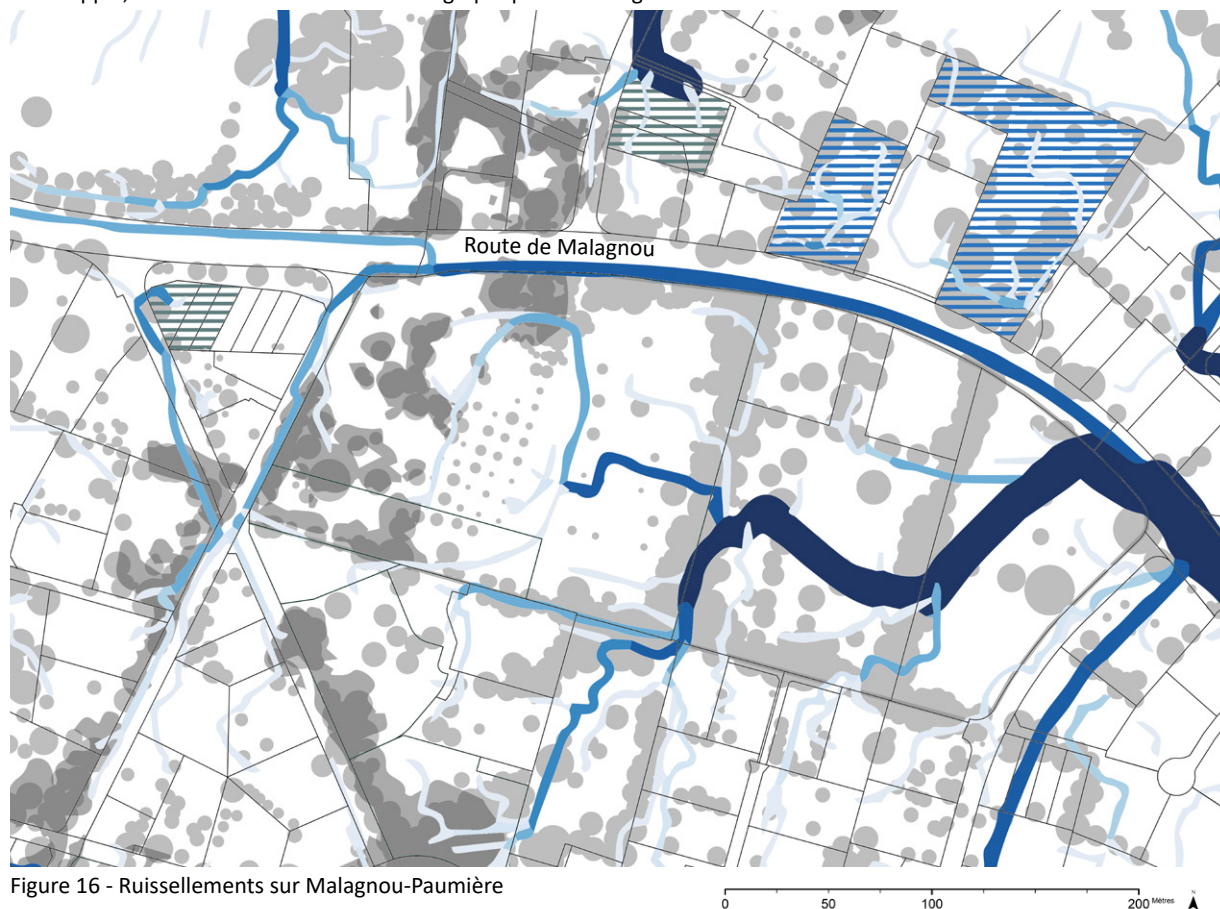 Route de Malagnou
Figure 16 - Ruissellements sur Malagnou-Paumière
0 50 100 200 Mètres N